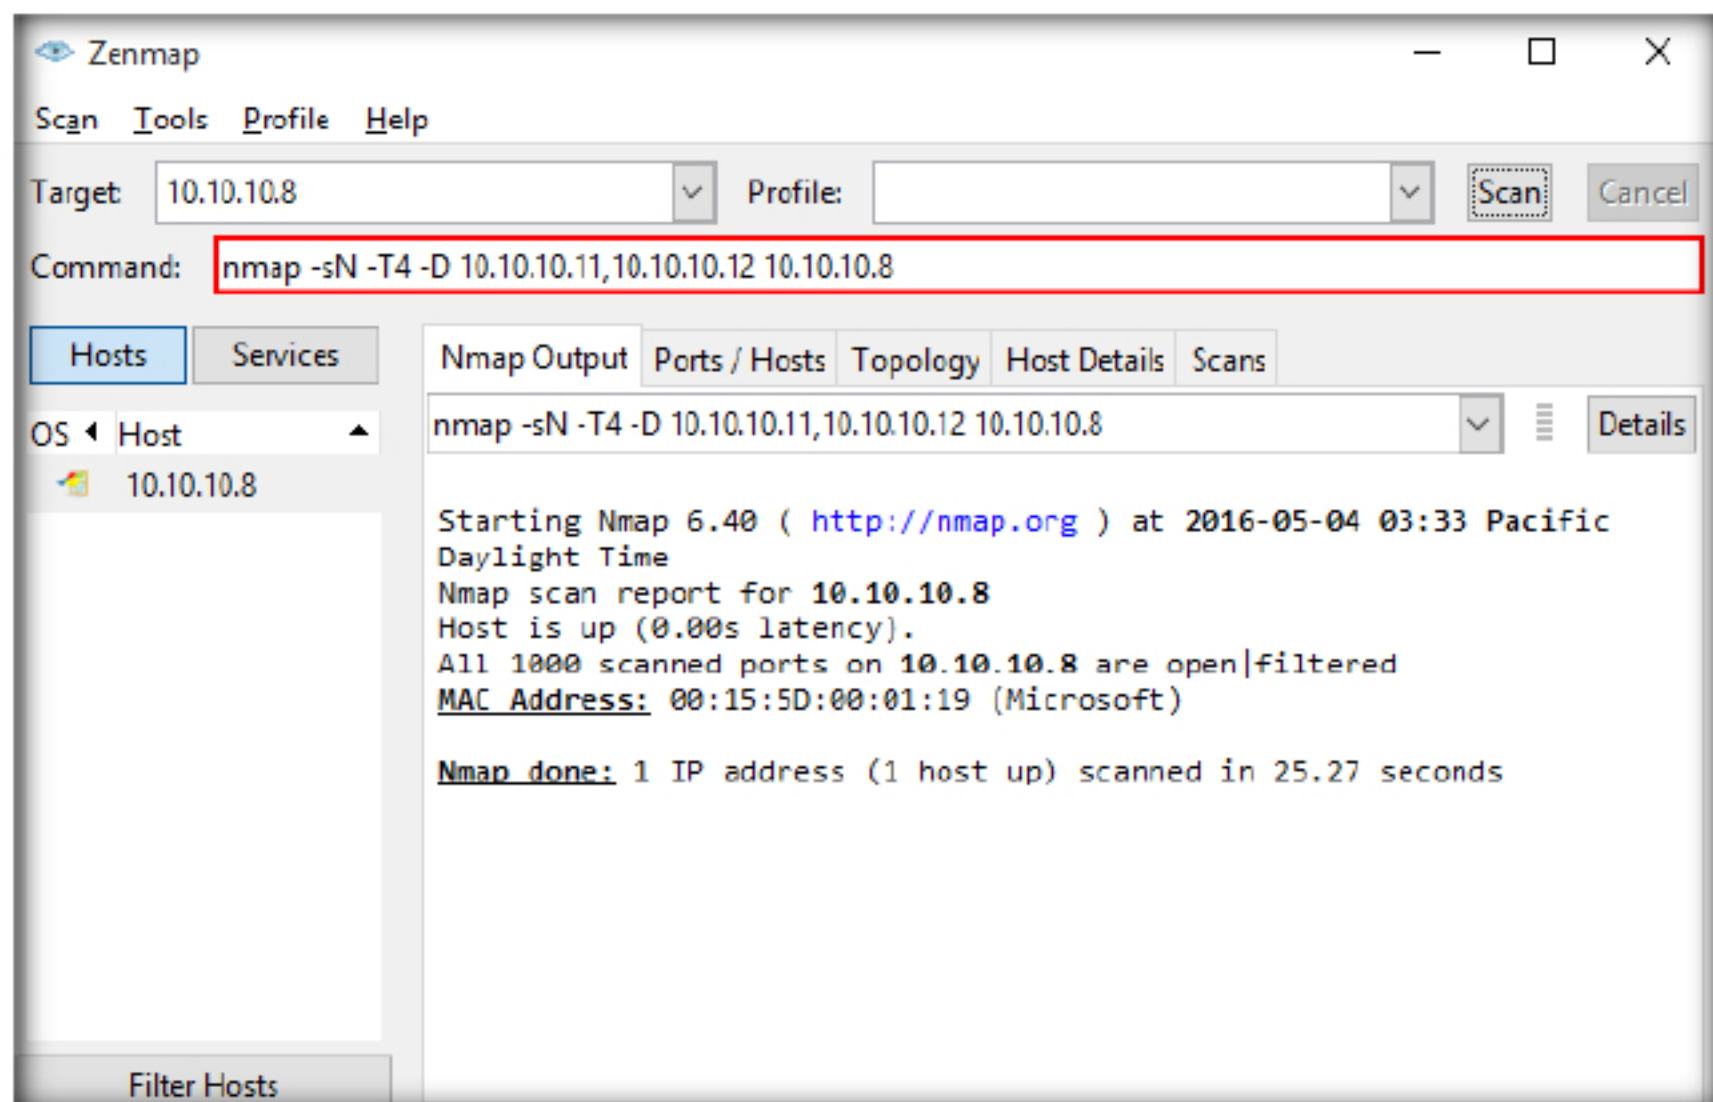 Zenmap
Scan Tools Profile Help
Target: 10.10.10.8 Profile: Scan Cancel
Command: nmap -sN -T4 -D 10.10.10.11,10.10.10.12 10.10.10.8
Hosts Services Nmap Output Ports / Hosts Topology Host Details Scans
OS Host nmap -sN -T4 -D 10.10.10.11,10.10.10.12 10.10.10.8 Details
10.10.10.8
Starting Nmap 6.40 ( http://nmap.org ) at 2016-05-04 03:33 Pacific
Daylight Time
Nmap scan report for 10.10.10.8
Host is up (0.00s latency).
All 1000 scanned ports on 10.10.10.8 are open|filtered
MAC Address: 00:15:5D:00:01:19 (Microsoft)
Nmap done: 1 IP address (1 host up) scanned in 25.27 seconds
Filter Hosts